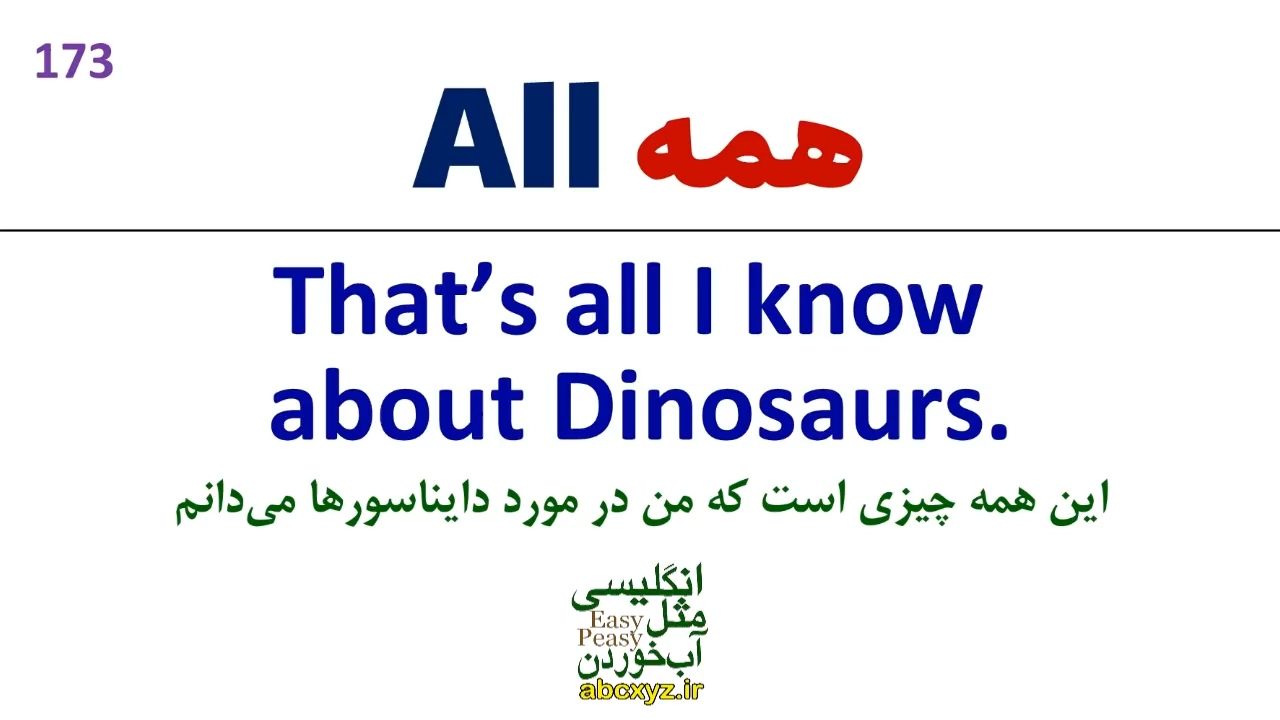 173
All همه
That’s all I know
about Dinosaurs.
این همه چیزی است که من در مورد دایناسورها می‌دانم
انگلیسی
مثل Easy
Peasy
آب‌خوردن
abcxyz.ir